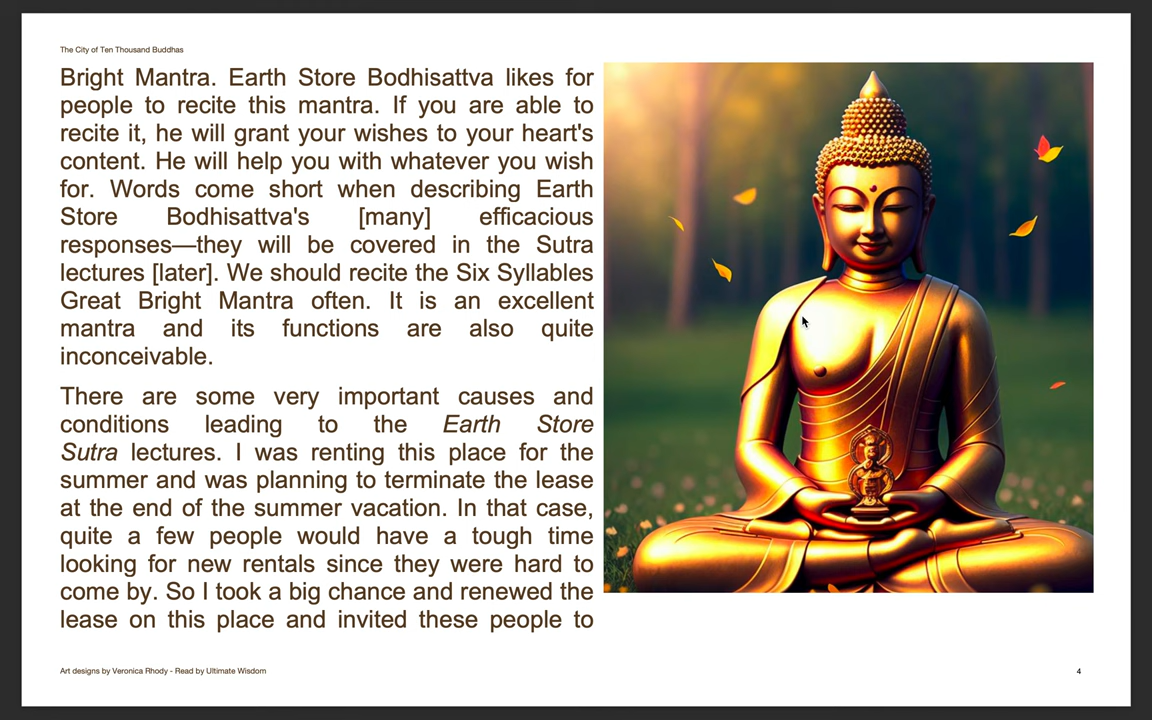 The City of Ten Thousand Buddhas
Bright Mantra. Earth Store Bodhisattva likes for
people to recite this mantra. If you are able to
recite it, he will grant your wishes to your heart's
content. He will help you with whatever you wish
for. Words come short when describing Earth
Store Bodhisattva's [many] efficacious
responses—they will be covered in the Sutra
lectures [later]. We should recite the Six Syllables
Great Bright Mantra often. It is an excellent
mantra and its functions are also quite
inconceivable.
There are some very important causes and
conditions leading to the Earth Store
Sutra lectures. I was renting this place for the
summer and was planning to terminate the lease
at the end of the summer vacation. In that case,
quite a few people would have a tough time
looking for new rentals since they were hard to
come by. So I took a big chance and renewed the
lease on this place and invited these people to
Art designs by Veronica Rhody - Read by Ultimate Wisdom
4